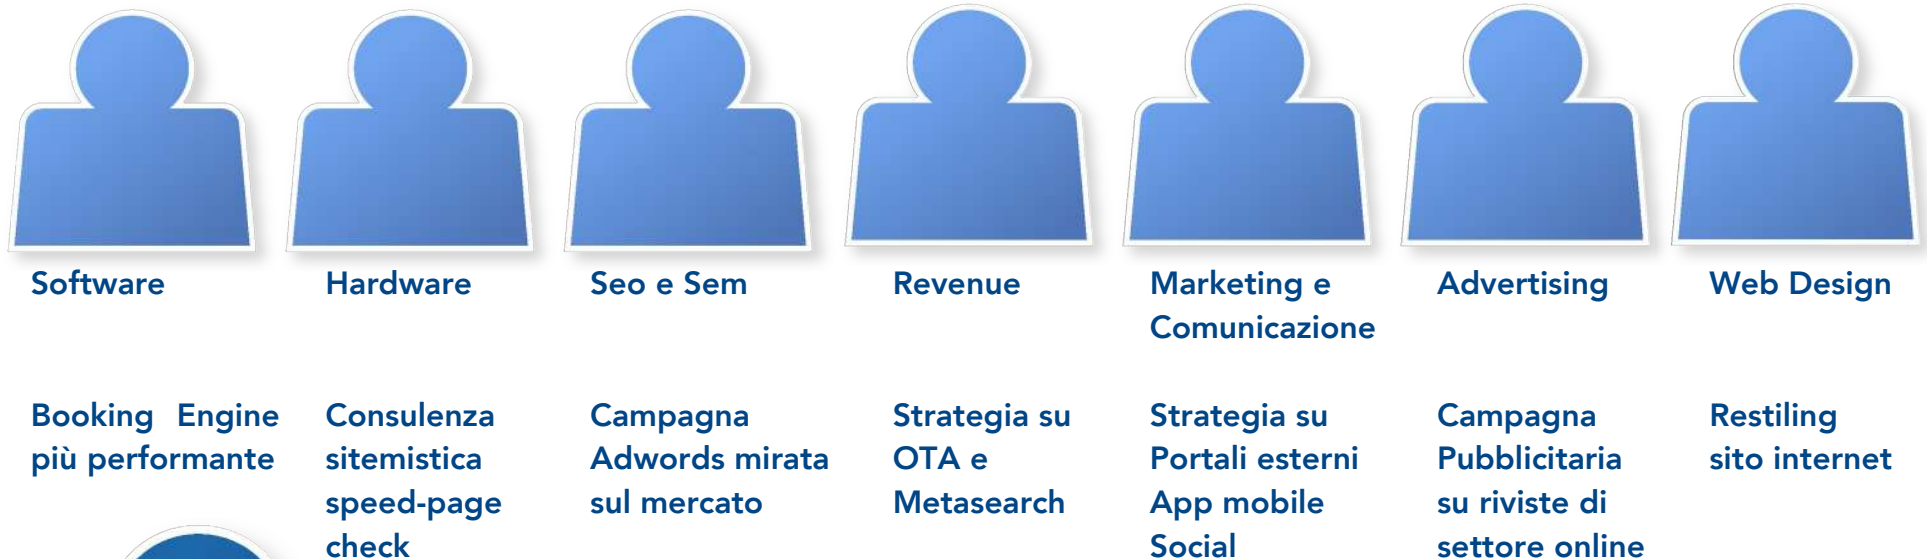 Software
Hardware
Seo e Sem
Revenue
Marketing e
Comunicazione
Advertising
Web Design
Booking Engine
più performante
Consulenza
sitemistica
speed-page
check
Campagna
Adwords mirata
sul mercato
Strategia su
OTA e
Metasearch
Strategia su
Portali esterni
App mobile
Social
Campagna
Pubblicitaria
su riviste di
settore online
Restiling
sito internet